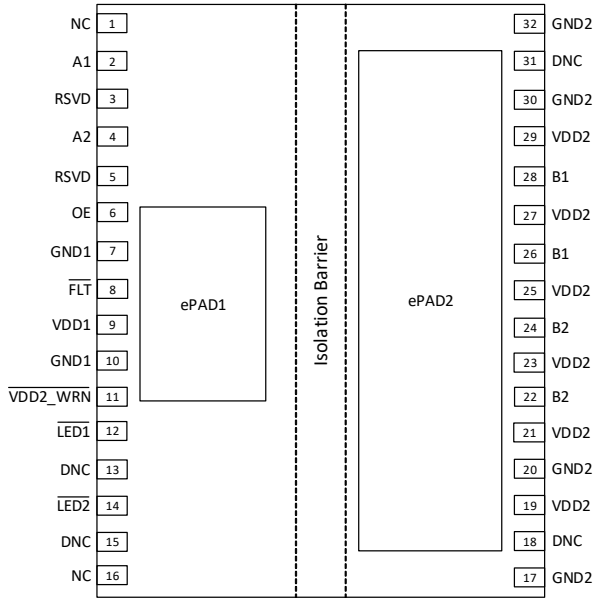 NC 1
A1 2
RSVD 3
A2 4
RSVD 5
OE 6
GND1 7
FLT 8
VDD1 9
GND1 10
VDD2_WRN 11
LED1 12
DNC 13
LED2 14
DNC 15
NC 16
ePAD1
Isolation Barrier
ePAD2
32 GND2
31 DNC
30 GND2
29 VDD2
28 B1
27 VDD2
26 B1
25 VDD2
24 B2
23 VDD2
22 B2
21 VDD2
20 GND2
19 VDD2
18 DNC
17 GND2